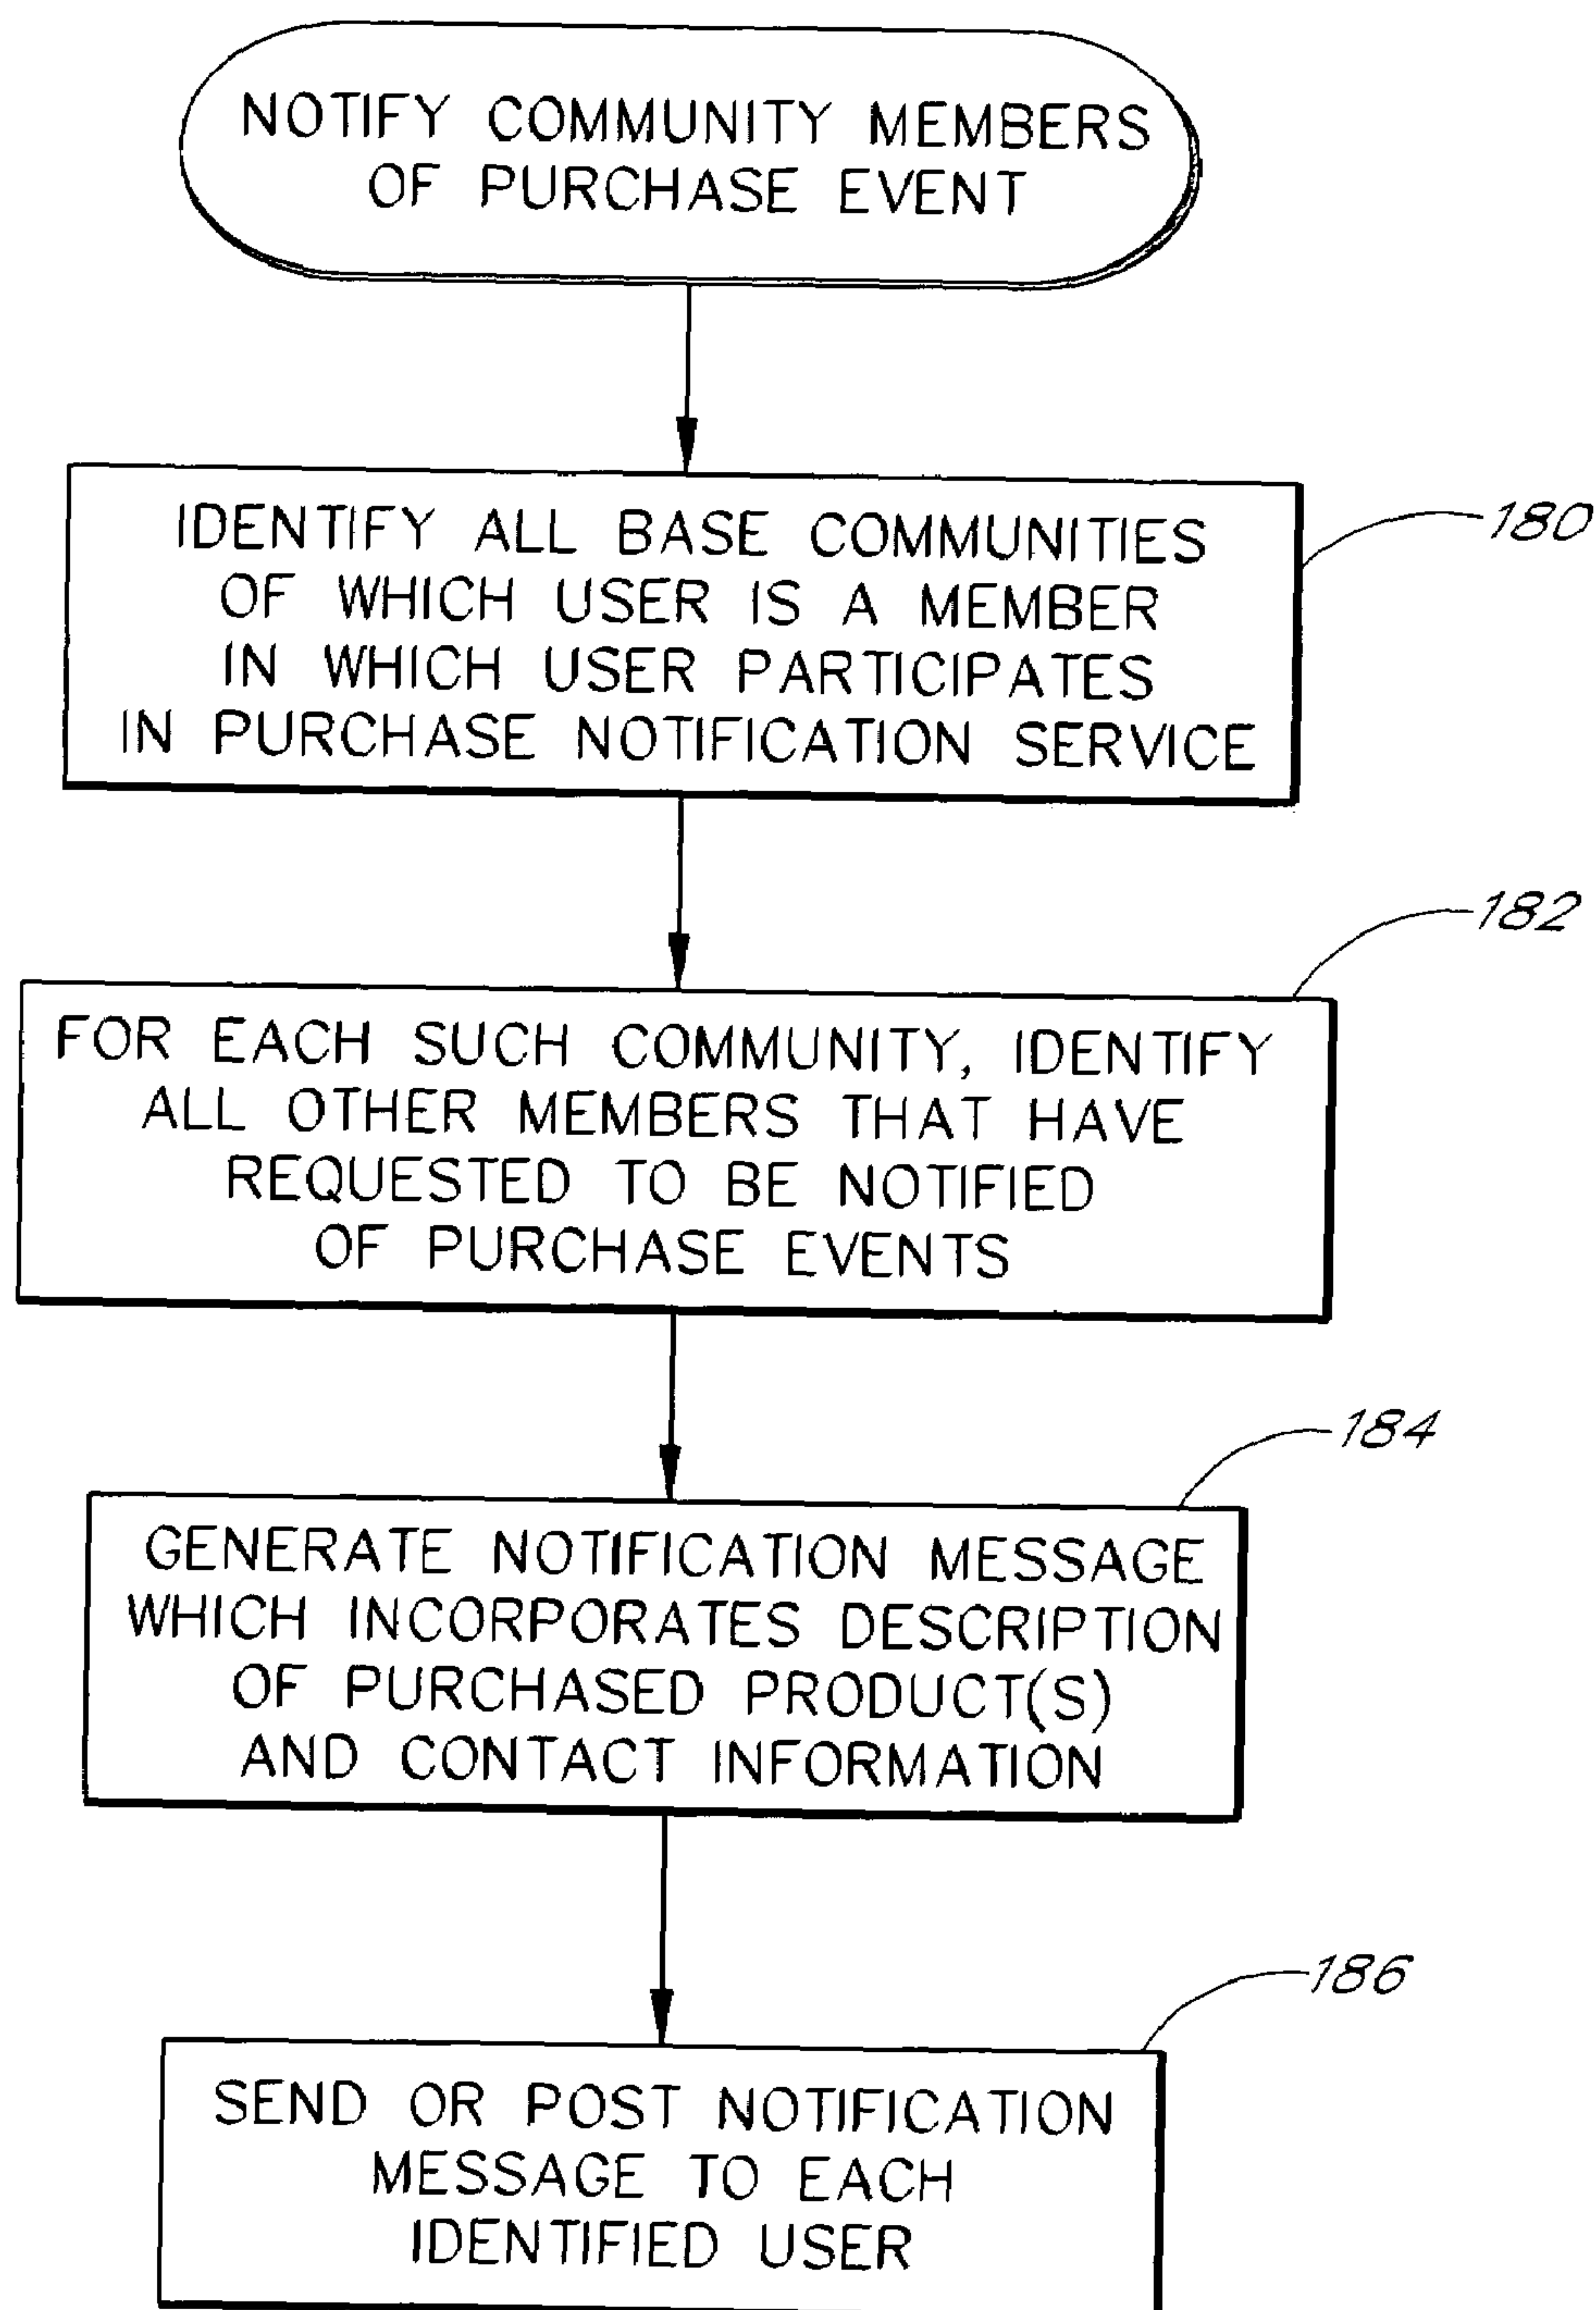 NOTIFY COMMUNITY MEMBERS
OF PURCHASE EVENT
IDENTIFY ALL BASE COMMUNITIES
OF WHICH USER IS A MEMBER
IN WHICH USER PARTICIPATES
IN PURCHASE NOTIFICATION SERVICE
180
182
FOR EACH SUCH COMMUNITY, IDENTIFY
ALL OTHER MEMBERS THAT HAVE
REQUESTED TO BE NOTIFIED
OF PURCHASE EVENTS
184
GENERATE NOTIFICATION MESSAGE
WHICH INCORPORATES DESCRIPTION
OF PURCHASED PRODUCT(S)
AND CONTACT INFORMATION
186
SEND OR POST NOTIFICATION
MESSAGE TO EACH
IDENTIFIED USER